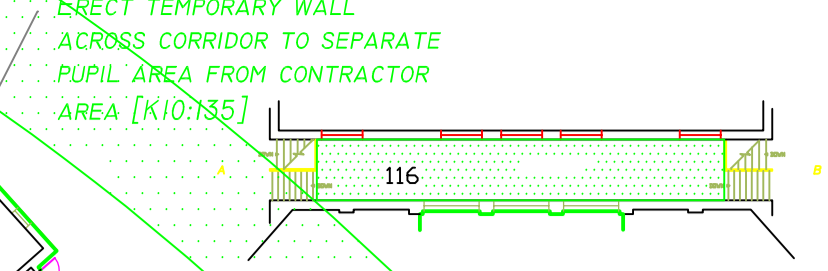 ERECT TEMPORARY WALL
ACROSS CORRIDOR TO SEPARATE
PUPIL AREA FROM CONTRACTOR
AREA [K10:135]
A
B
116